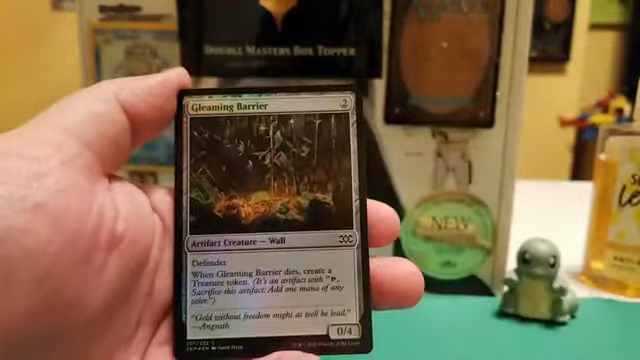 DOUBLE MASTERS BOX TOPPER
Gleaming Barrier 2
Artifact Creature — Wall
Defender
When Gleaming Barrier dies, create a
Treasure token. (It's an artifact with "T,
Sacrifice this artifact: Add one mana of any
color.")
"Gold without freedom might as well be lead."
—Angrath
0/4
NEW